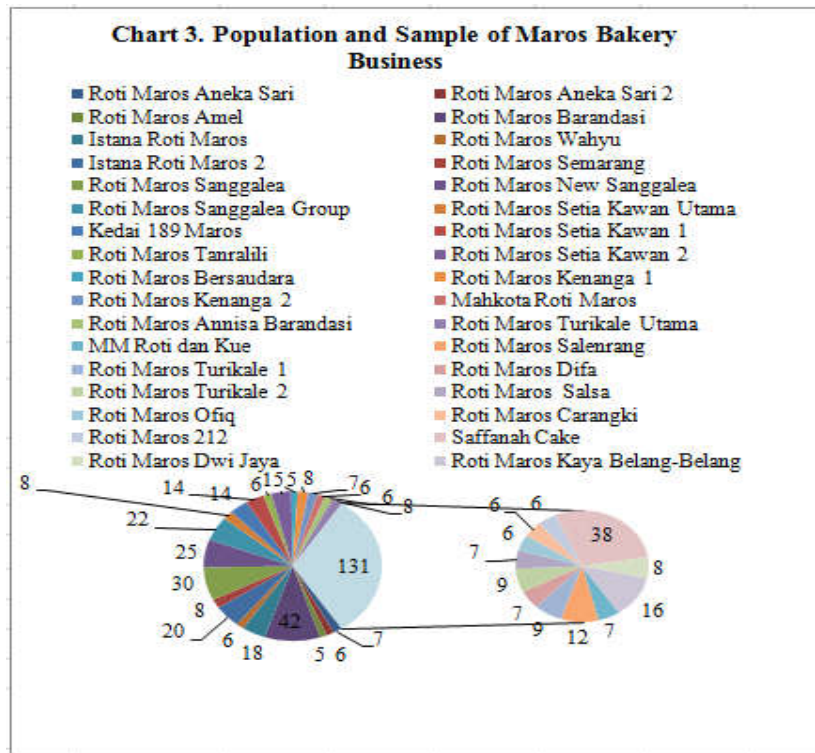 Chart 3. Population and Sample of Maros Bakery
Business
Roti Maros Aneka Sari
Roti Maros Aneka Sari 2
Roti Maros Amel
Roti Maros Barandasi
Istana Roti Maros
Roti Maros Wahyu
Istana Roti Maros 2
Roti Maros Semarang
Roti Maros Sanggalea
Roti Maros New Sanggalea
Roti Maros Sanggalea Group
Roti Maros Setia Kawan Utama
Kedai 189 Maros
Roti Maros Setia Kawan 1
Roti Maros Tanralili
Roti Maros Setia Kawan 2
Roti Maros Bersaudara
Roti Maros Kenanga 1
Roti Maros Kenanga 2
Mahkota Roti Maros
Roti Maros Annisa Barandasi
Roti Maros Turikale Utama
MM Roti dan Kue
Roti Maros Salenrang
Roti Maros Turikale 1
Roti Maros Difa
Roti Maros Turikale 2
Roti Maros Salsa
Roti Maros Ofiq
Roti Maros Carangki
Roti Maros 212
Saffanah Cake
Roti Maros Dwi Jaya
Roti Maros Kaya Belang-Belang
8
14
14
6
15
5
8
7
6
6
8
22
25
30
8
20
6
18
42
5
6
7
131
6
6
6
7
9
7
9
12
7
16
8
38